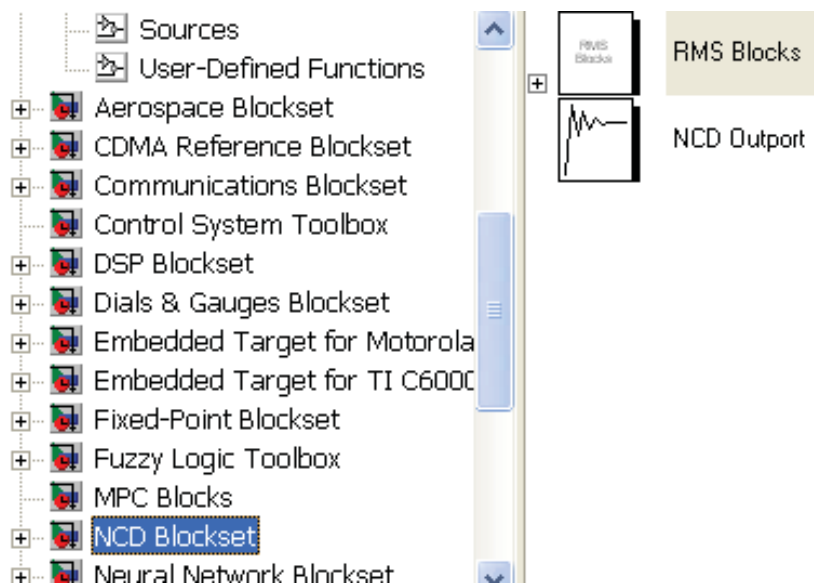 Sources
User-Defined Functions
Aerospace Blockset
CDMA Reference Blockset
Communications Blockset
Control System Toolbox
DSP Blockset
Dials & Gauges Blockset
Embedded Target for Motorola
Embedded Target for TI C6000
Fixed-Point Blockset
Fuzzy Logic Toolbox
MPC Blocks
NCD Blockset
Neural Network Blockset
RMS Blocks
RMS Blocks
NCD Outport